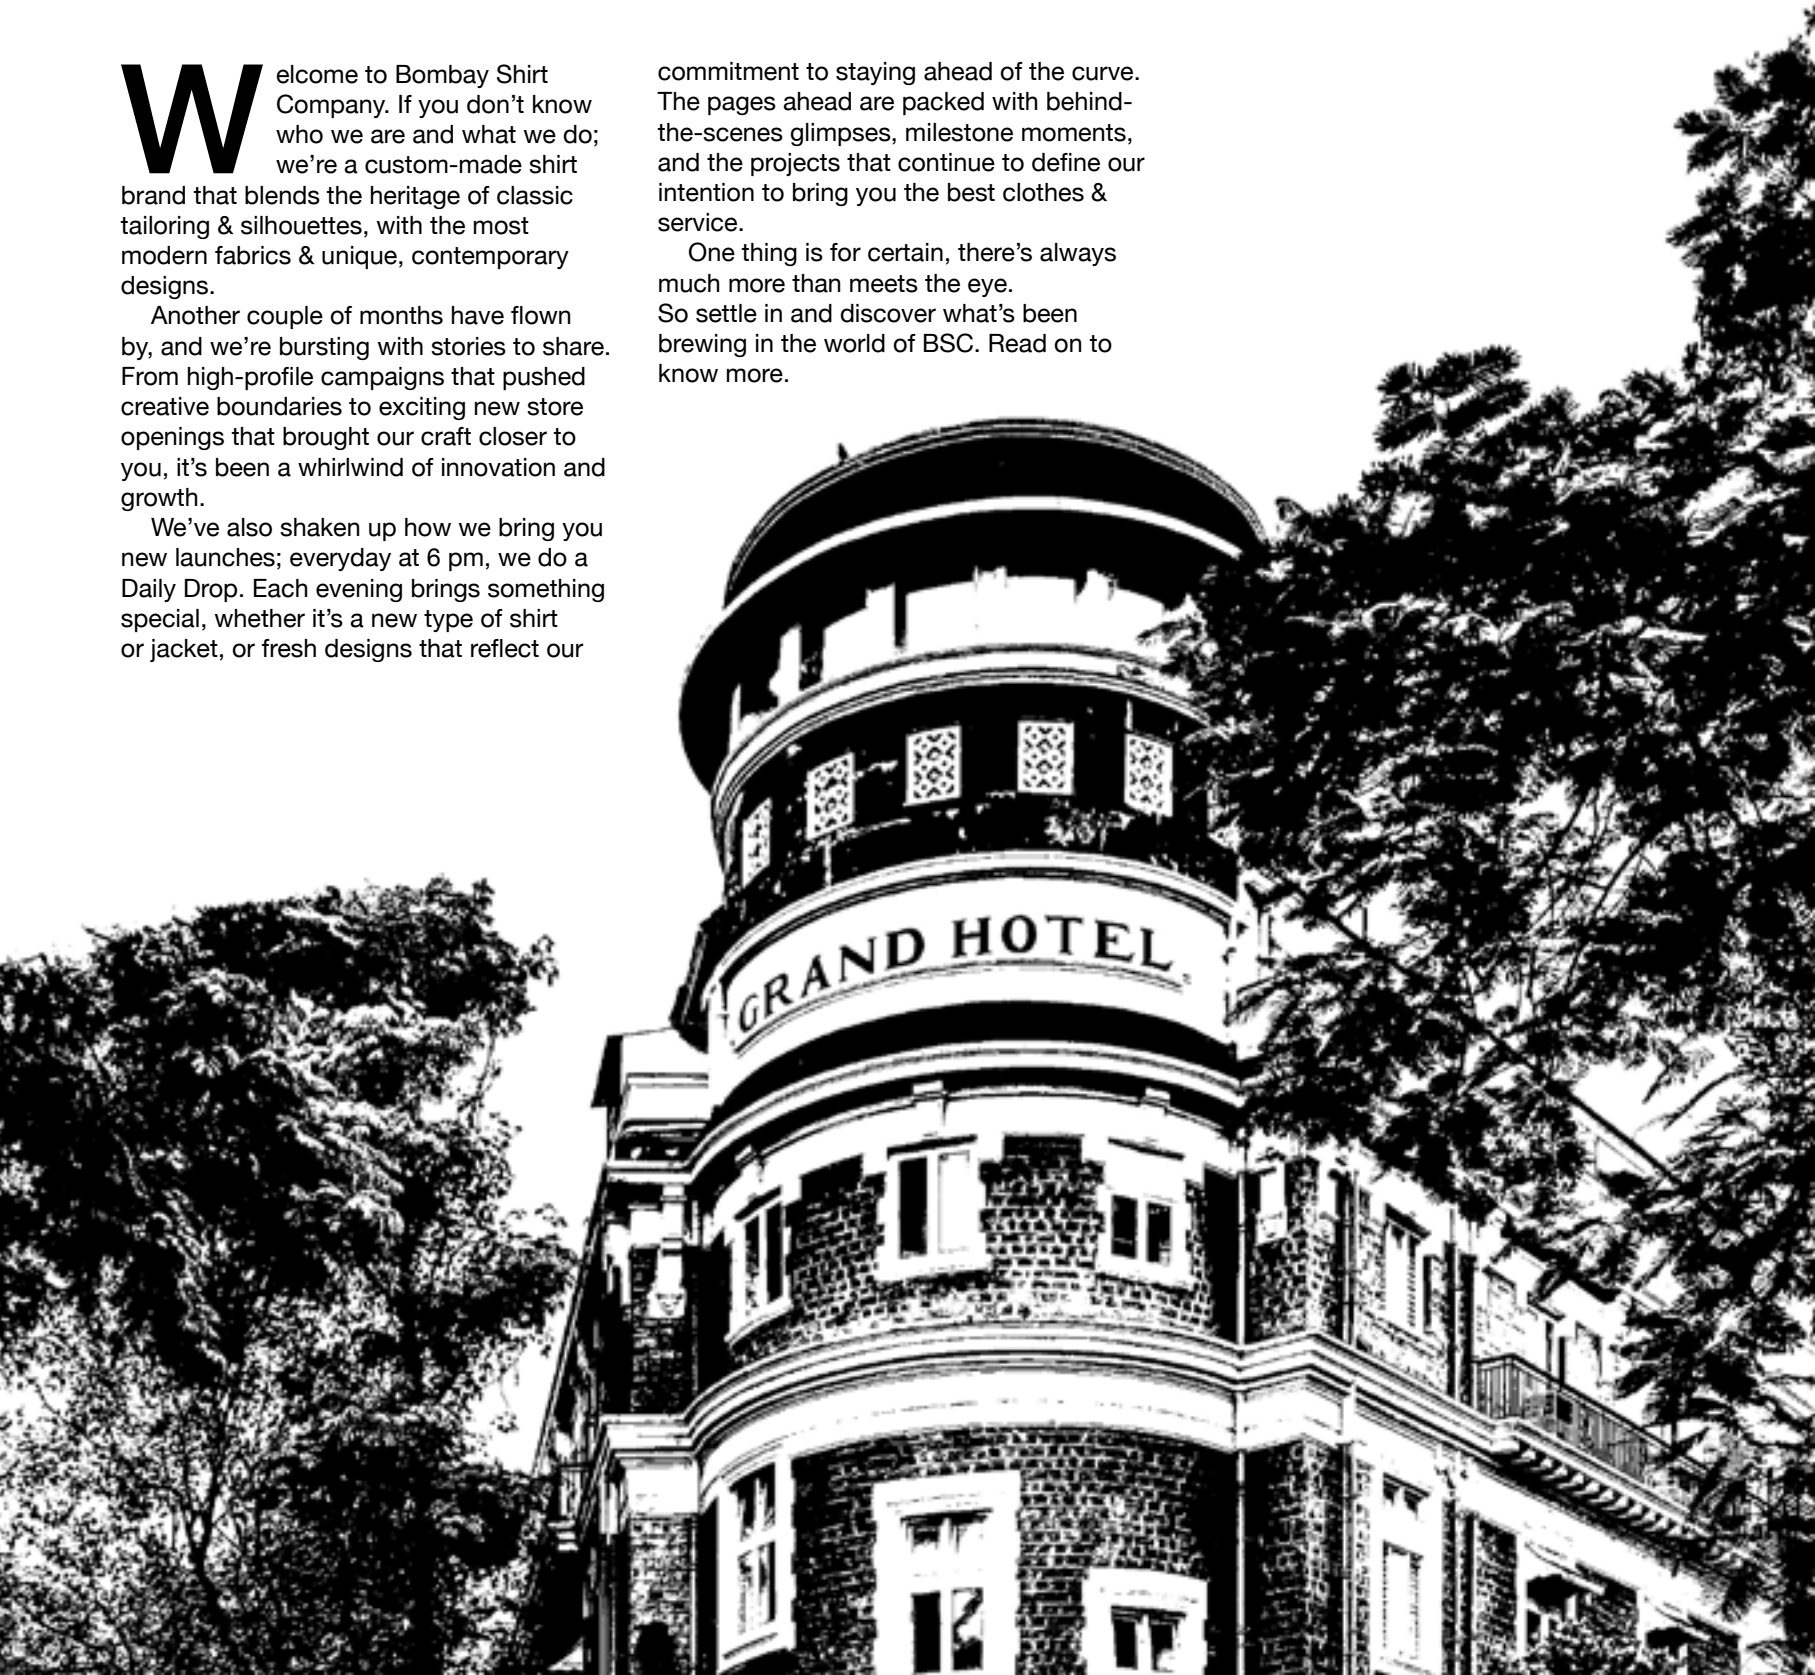 Welcome to Bombay Shirt
Company. If you don’t know
who we are and what we do;
we’re a custom-made shirt
brand that blends the heritage of classic
tailoring & silhouettes, with the most
modern fabrics & unique, contemporary
designs.
Another couple of months have flown
by, and we’re bursting with stories to share.
From high-profile campaigns that pushed
creative boundaries to exciting new store
openings that brought our craft closer to
you, it’s been a whirlwind of innovation and
growth.
We’ve also shaken up how we bring you
new launches; everyday at 6 pm, we do a
Daily Drop. Each evening brings something
special, whether it’s a new type of shirt
or jacket, or fresh designs that reflect our
commitment to staying ahead of the curve.
The pages ahead are packed with behind-
the-scenes glimpses, milestone moments,
and the projects that continue to define our
intention to bring you the best clothes &
service.
One thing is for certain, there’s always
much more than meets the eye.
So settle in and discover what’s been
brewing in the world of BSC. Read on to
know more.
GRAND HOTEL